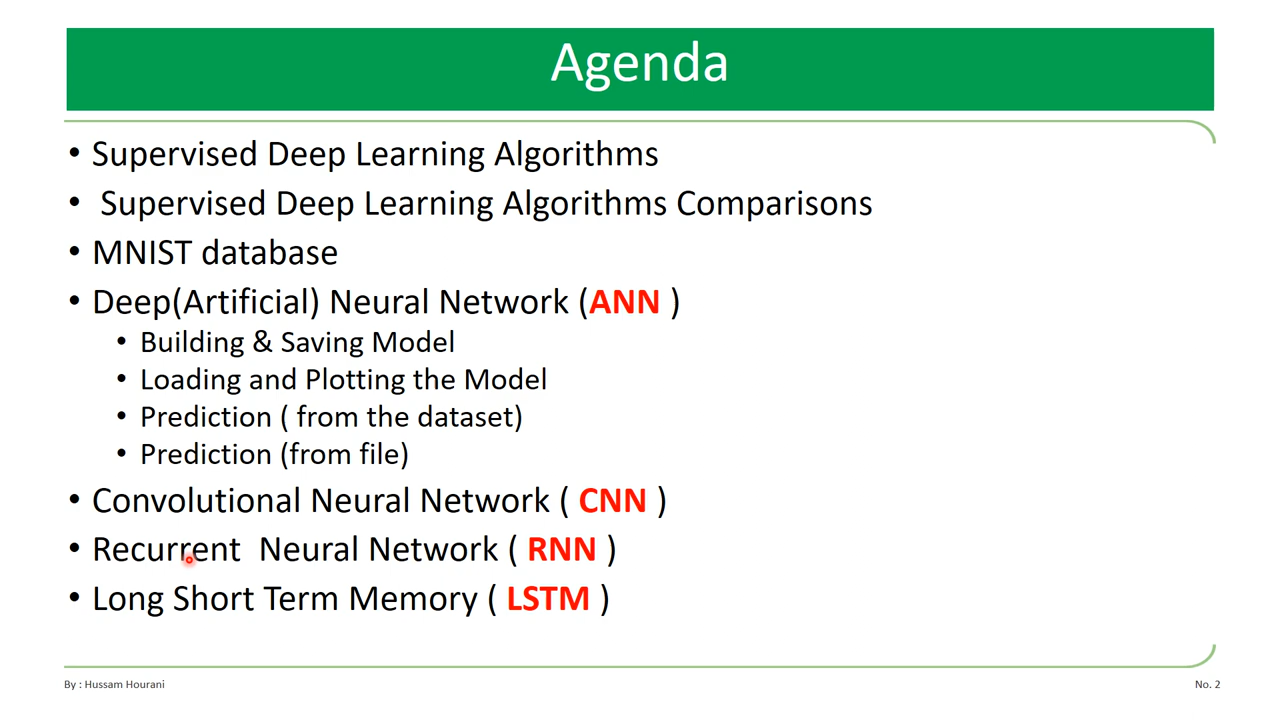 Agenda
• Supervised Deep Learning Algorithms
• Supervised Deep Learning Algorithms Comparisons
• MNIST database
• Deep(Artificial) Neural Network (ANN )
• Building & Saving Model
• Loading and Plotting the Model
• Prediction ( from the dataset)
• Prediction (from file)
• Convolutional Neural Network ( CNN )
• Recurrent  Neural Network ( RNN )
• Long Short Term Memory ( LSTM )
By : Hussam Hourani
No. 2